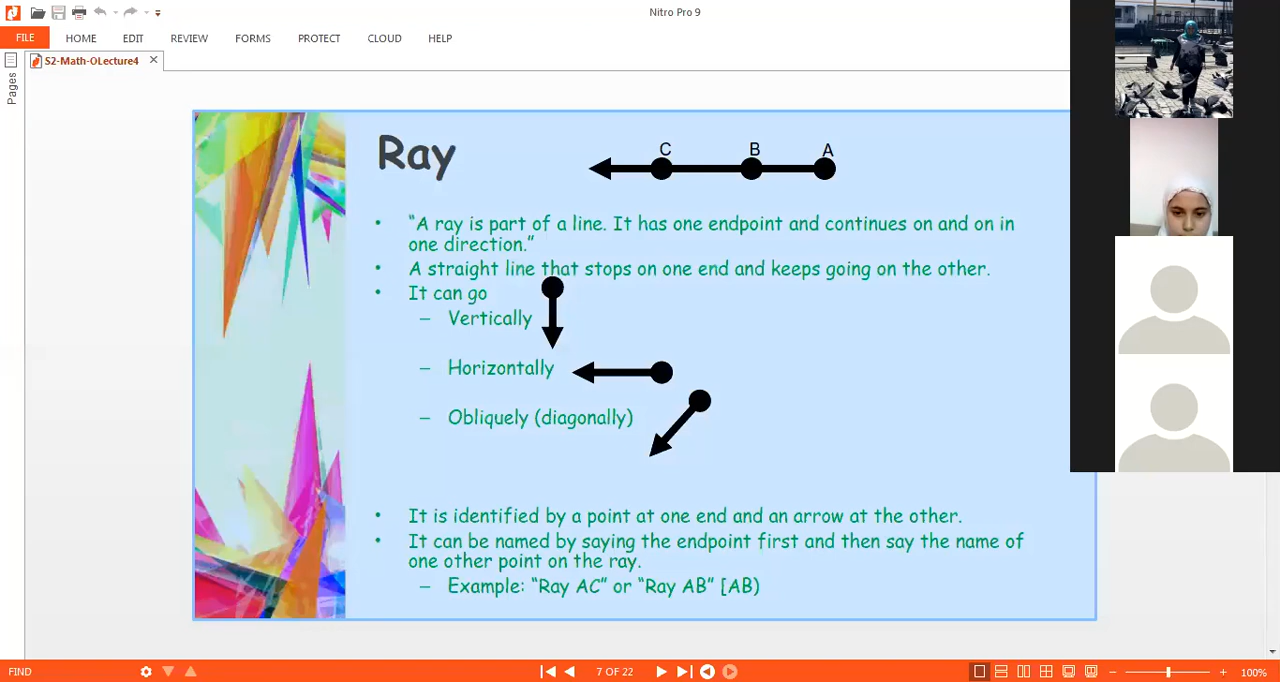 Nitro Pro 9
FILE HOME EDIT REVIEW FORMS PROTECT CLOUD HELP
S2-Math-OLecture4
Pages
Ray
C B A
• “A ray is part of a line. It has one endpoint and continues on and on in
one direction.”
• A straight line that stops on one end and keeps going on the other.
• It can go
– Vertically
– Horizontally
– Obliquely (diagonally)
• It is identified by a point at one end and an arrow at the other.
• It can be named by saying the endpoint first and then say the name of
one other point on the ray.
– Example: “Ray AC” or “Ray AB” [AB)
FIND 7 OF 22 100%